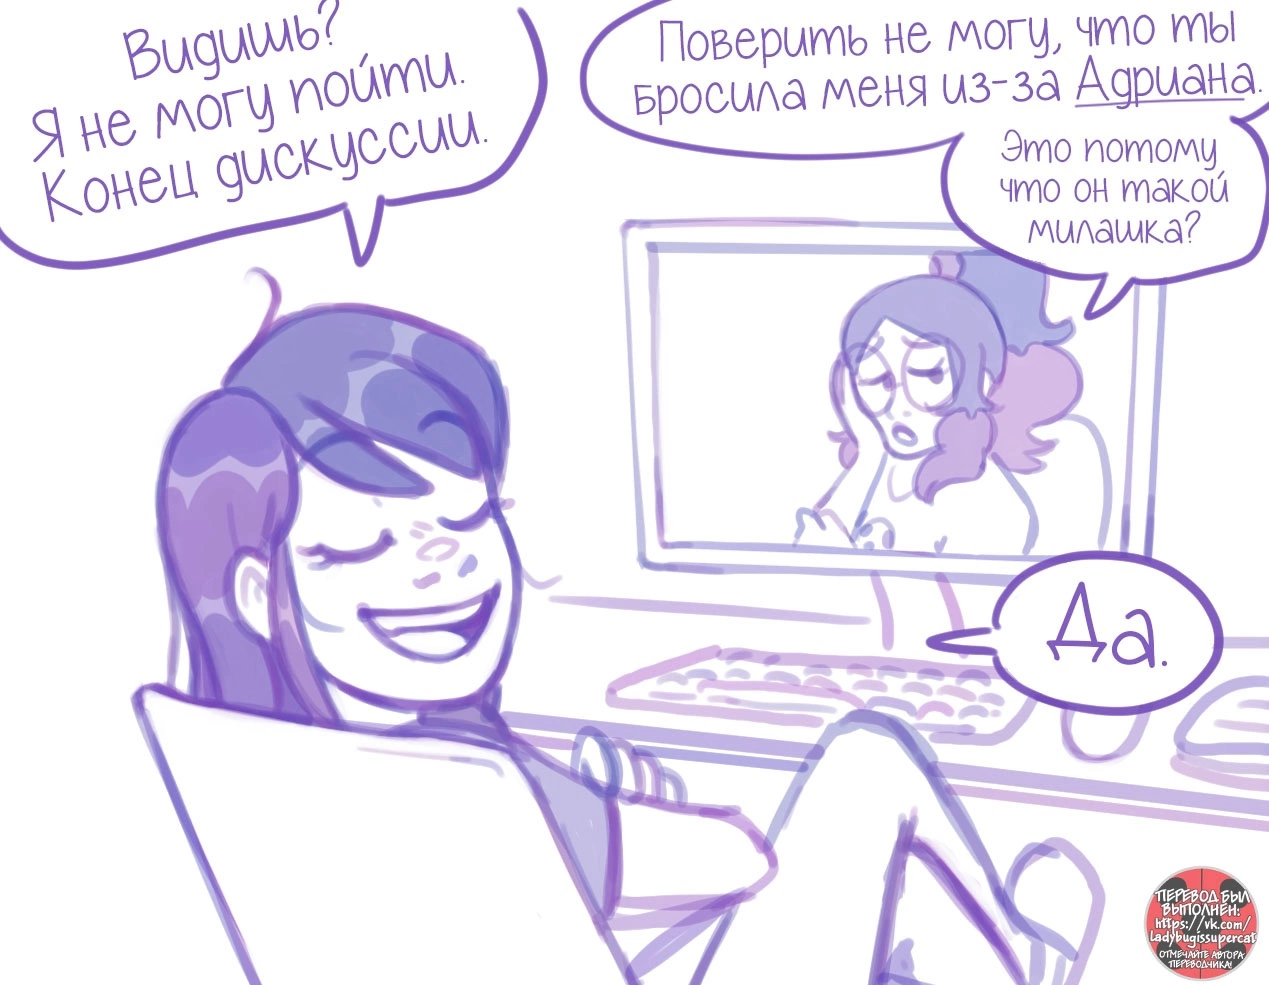 Видишь?
Я не могу пойти.
Конец дискуссии.
Поверить не могу, что ты
бросила меня из-за Адриана.
Это потому
что он такой
милашка?
Да.
ПЕРЕВОД БЫЛ
ВЫПОЛНЕН:
https://vk.com/
ladybugissupercat
ОТМЕЧАЙТЕ АВТОРА
ПЕРЕВОДЧИКА!